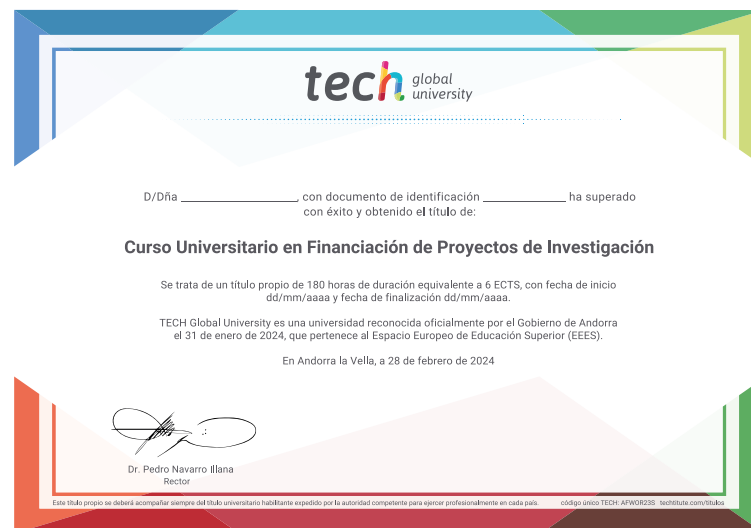 tech global university
D/Dña ____________________, con documento de identificación ______________ ha superado
con éxito y obtenido el título de:
Curso Universitario en Financiación de Proyectos de Investigación
Se trata de un título propio de 180 horas de duración equivalente a 6 ECTS, con fecha de inicio
dd/mm/aaaa y fecha de finalización dd/mm/aaaa.
TECH Global University es una universidad reconocida oficialmente por el Gobierno de Andorra
el 31 de enero de 2024, que pertenece al Espacio Europeo de Educación Superior (EEES).
En Andorra la Vella, a 28 de febrero de 2024
Dr. Pedro Navarro Illana
Rector
Este título propio se deberá acompañar siempre del título universitario habilitante expedido por la autoridad competente para ejercer profesionalmente en cada país. código único TECH: AFWOR23S techtitute.com/titulos